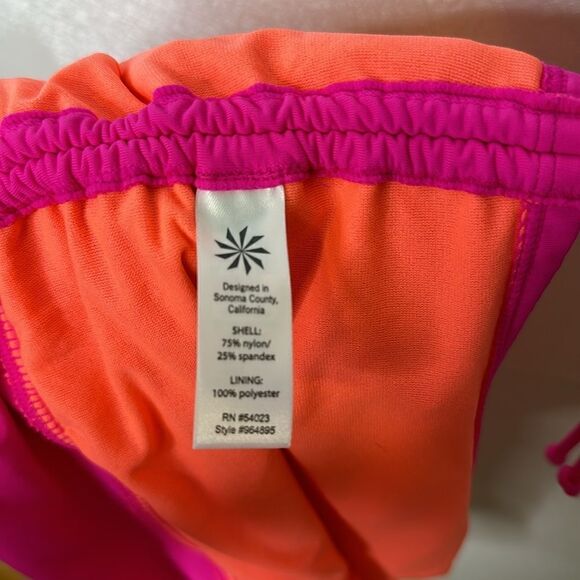 Designed in
Sonoma County,
California
SHELL:
75% nylon/
25% spandex
LINING:
100% polyester
RN #54023
Style #964895